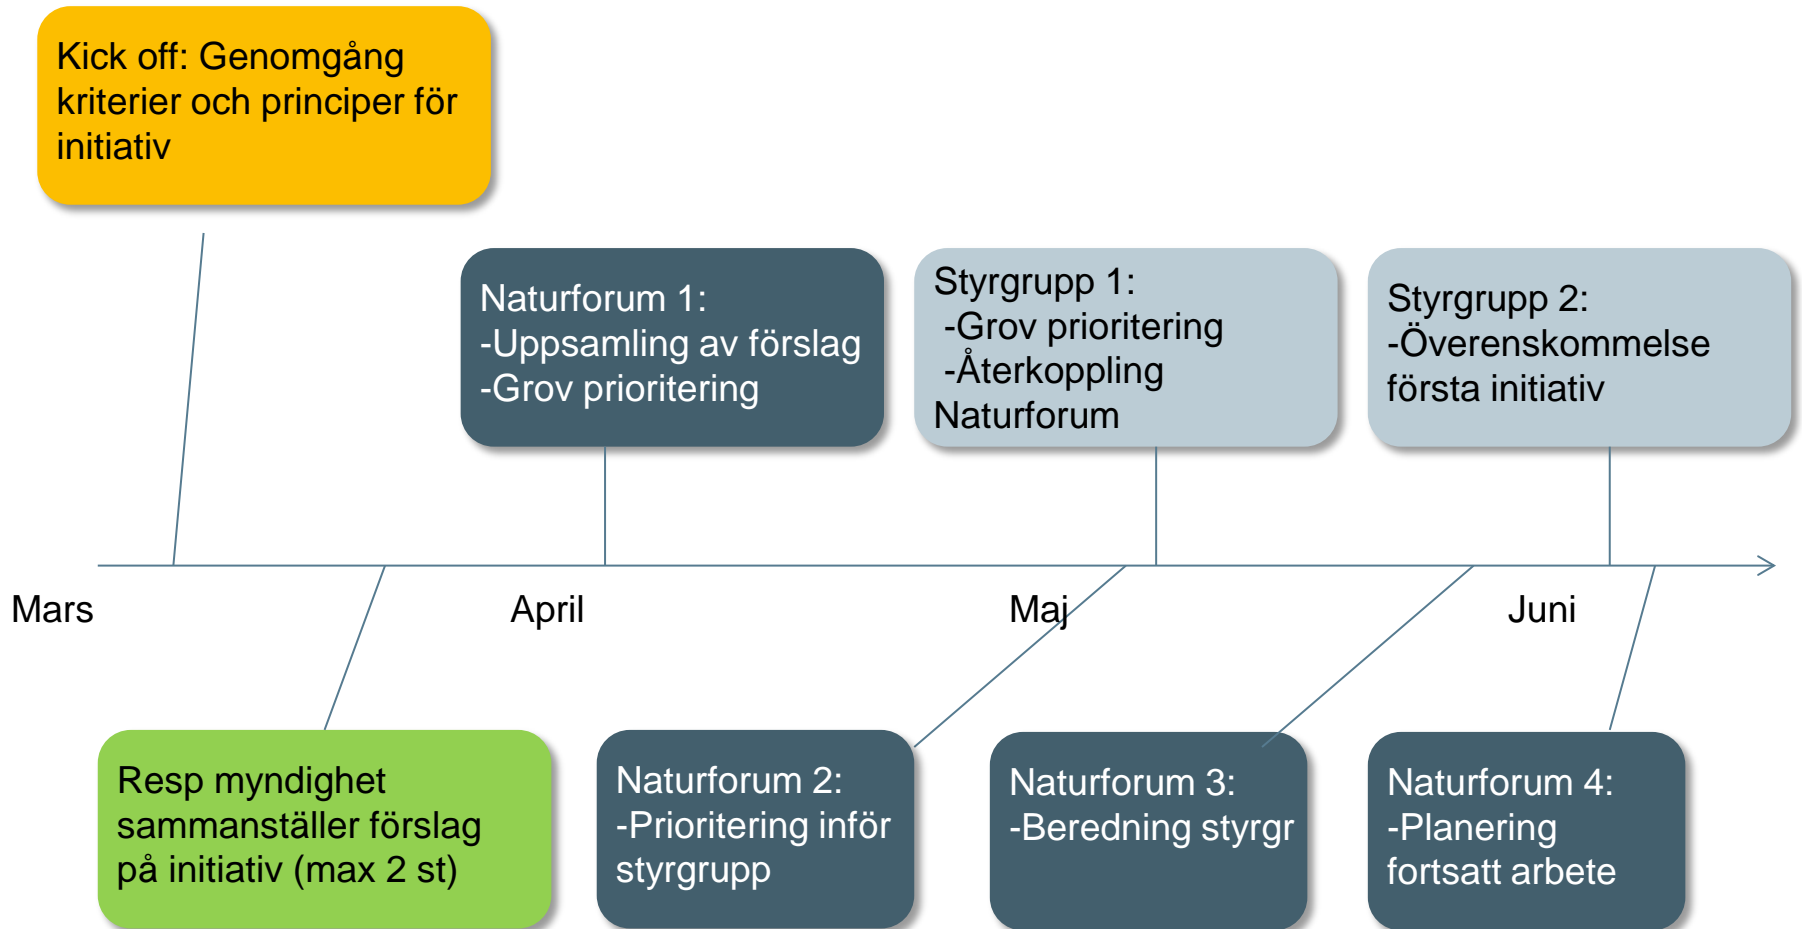 Kick off: Genomgång
kriterier och principer för
initiativ
Naturforum 1:
-Uppsamling av förslag
-Grov prioritering
Styrgrupp 1:
-Grov prioritering
-Återkoppling
Naturforum
Styrgrupp 2:
-Överenskommelse
första initiativ
Mars
April
Maj
Juni
Resp myndighet
sammanställer förslag
på initiativ (max 2 st)
Naturforum 2:
-Prioritering inför
styrgrupp
Naturforum 3:
-Beredning styrgr
Naturforum 4:
-Planering
fortsatt arbete